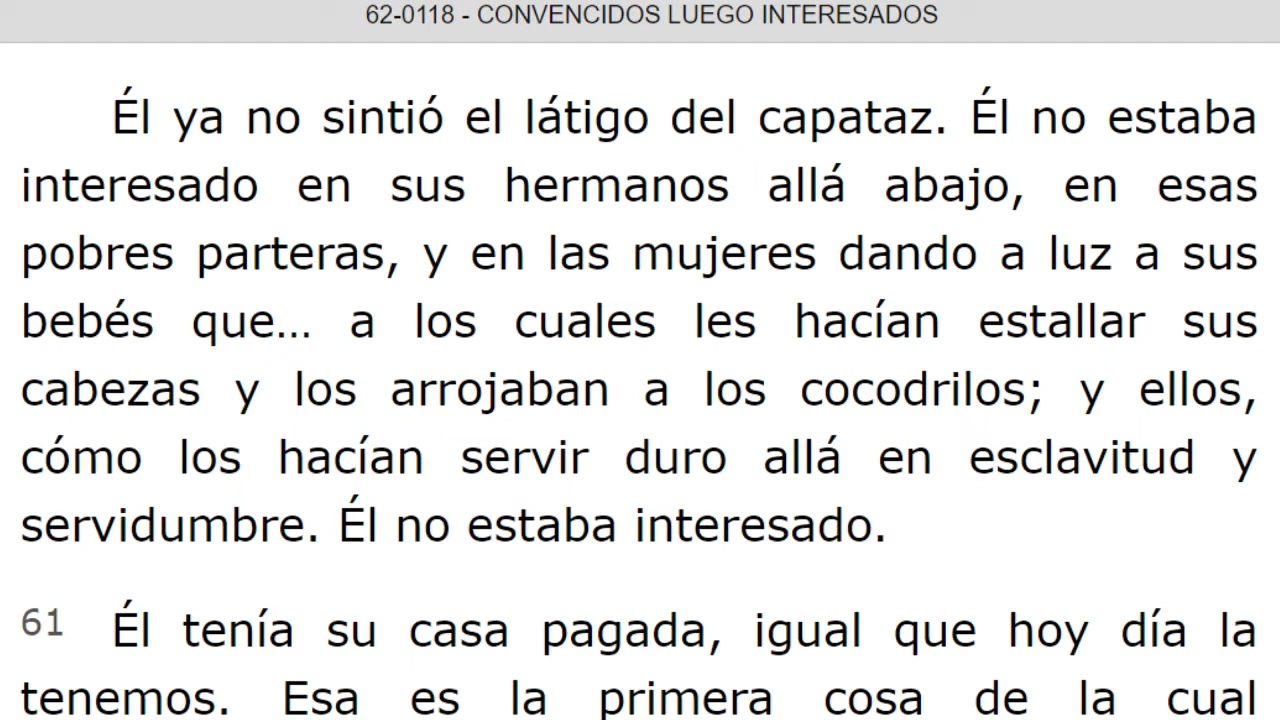 62-0118 - CONVENCIDOS LUEGO INTERESADOS
Él ya no sintió el látigo del capataz. Él no estaba
interesado en sus hermanos allá abajo, en esas
pobres parteras, y en las mujeres dando a luz a sus
bebés que… a los cuales les hacían estallar sus
cabezas y los arrojaban a los cocodrilos; y ellos,
cómo los hacían servir duro allá en esclavitud y
servidumbre. Él no estaba interesado.
61 Él tenía su casa pagada, igual que hoy día la
tenemos. Esa es la primera cosa de la cual